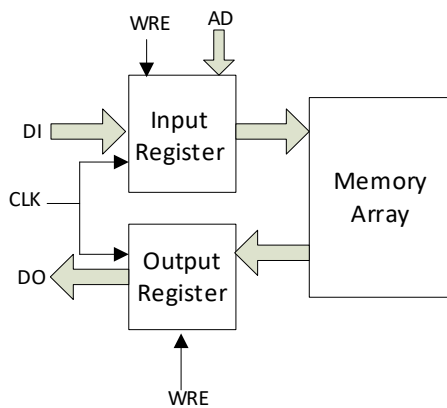 WRE
AD
DI
Input
Register
CLK
Memory
Array
DO
Output
Register
WRE